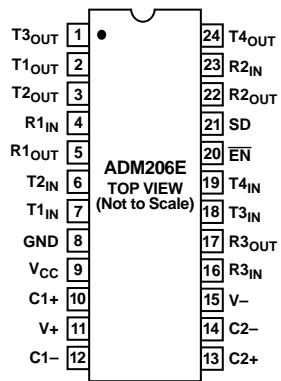 T3OUT 1 24 T4OUT
T1OUT 2 23 R2IN
T2OUT 3 22 R2OUT
R1IN 4 21 SD
R1OUT 5 20 E̅N̅
T2IN 6 19 T4IN
T1IN 7 18 T3IN
GND 8 17 R3OUT
VCC 9 16 R3IN
C1+ 10 15 V–
V+ 11 14 C2–
C1– 12 13 C2+
ADM206E
TOP VIEW
(Not to Scale)